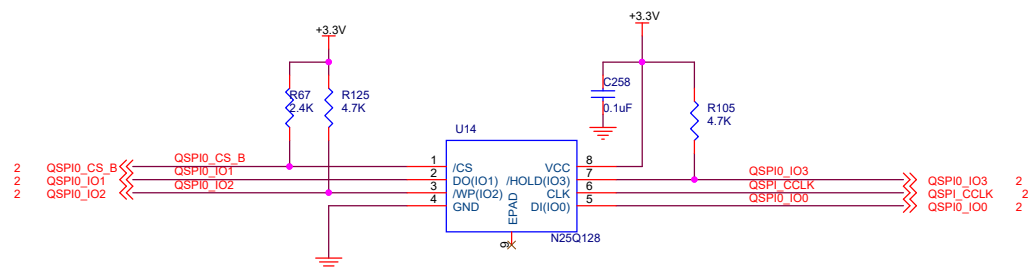 +3.3V
+3.3V
R67
2.4K
R125
4.7K
C258
0.1uF
R105
4.7K
U14
2 QSPI0_CS_B QSPI0_CS_B 1 /CS VCC 8
2 QSPI0_IO1 QSPI0_IO1 2 DO(IO1) /HOLD(IO3) 7 QSPI0_IO3 QSPI0_IO3 2
2 QSPI0_IO2 QSPI0_IO2 3 /WP(IO2) CLK 6 QSPI_CCLK QSPI_CCLK 2
4 GND DI(IO0) 5 QSPI0_IO0 QSPI0_IO0 2
EPAD
9
N25Q128